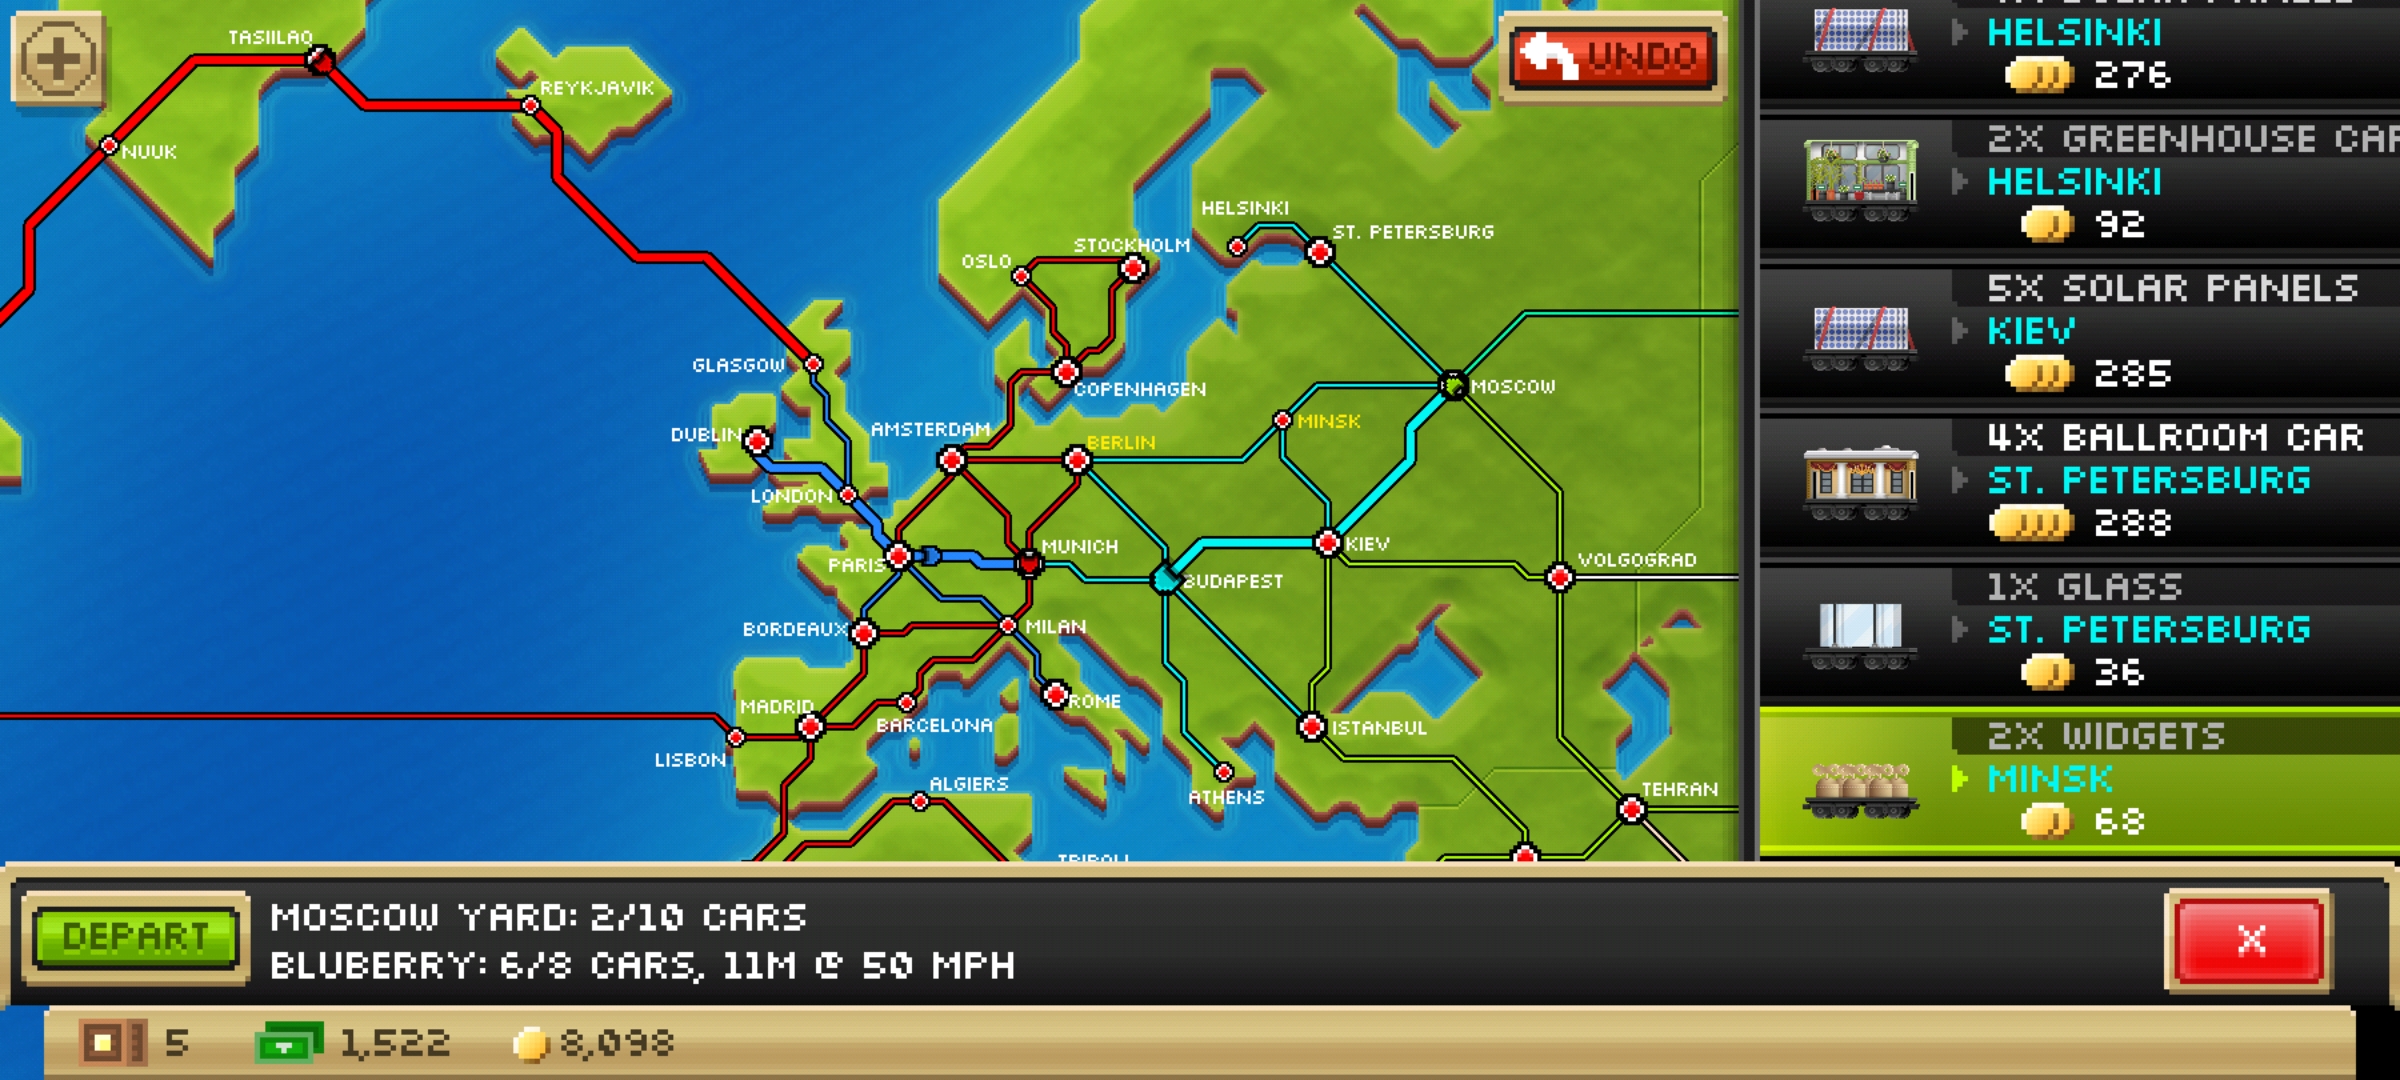 TASIILAQ
REYKJAVIK
NUUK
UNDO
HELSINKI
276
2X GREENHOUSE CAR
HELSINKI
92
5X SOLAR PANELS
KIEV
285
4X BALLROOM CAR
ST. PETERSBURG
288
1X GLASS
ST. PETERSBURG
36
2X WIDGETS
MINSK
68
HELSINKI
ST. PETERSBURG
STOCKHOLM
OSLO
GLASGOW
COPENHAGEN
MOSCOW
DUBLIN
AMSTERDAM
BERLIN
MINSK
LONDON
PARIS
MUNICH
KIEV
VOLGOGRAD
BUDAPEST
BORDEAUX
MILAN
MADRID
ROME
BARCELONA
ISTANBUL
LISBON
ALGIERS
ATHENS
TEHRAN
DEPART
MOSCOW YARD: 2/10 CARS
BLUBERRY: 6/8 CARS, 11M @ 50 MPH
X
5
1,522
8,098